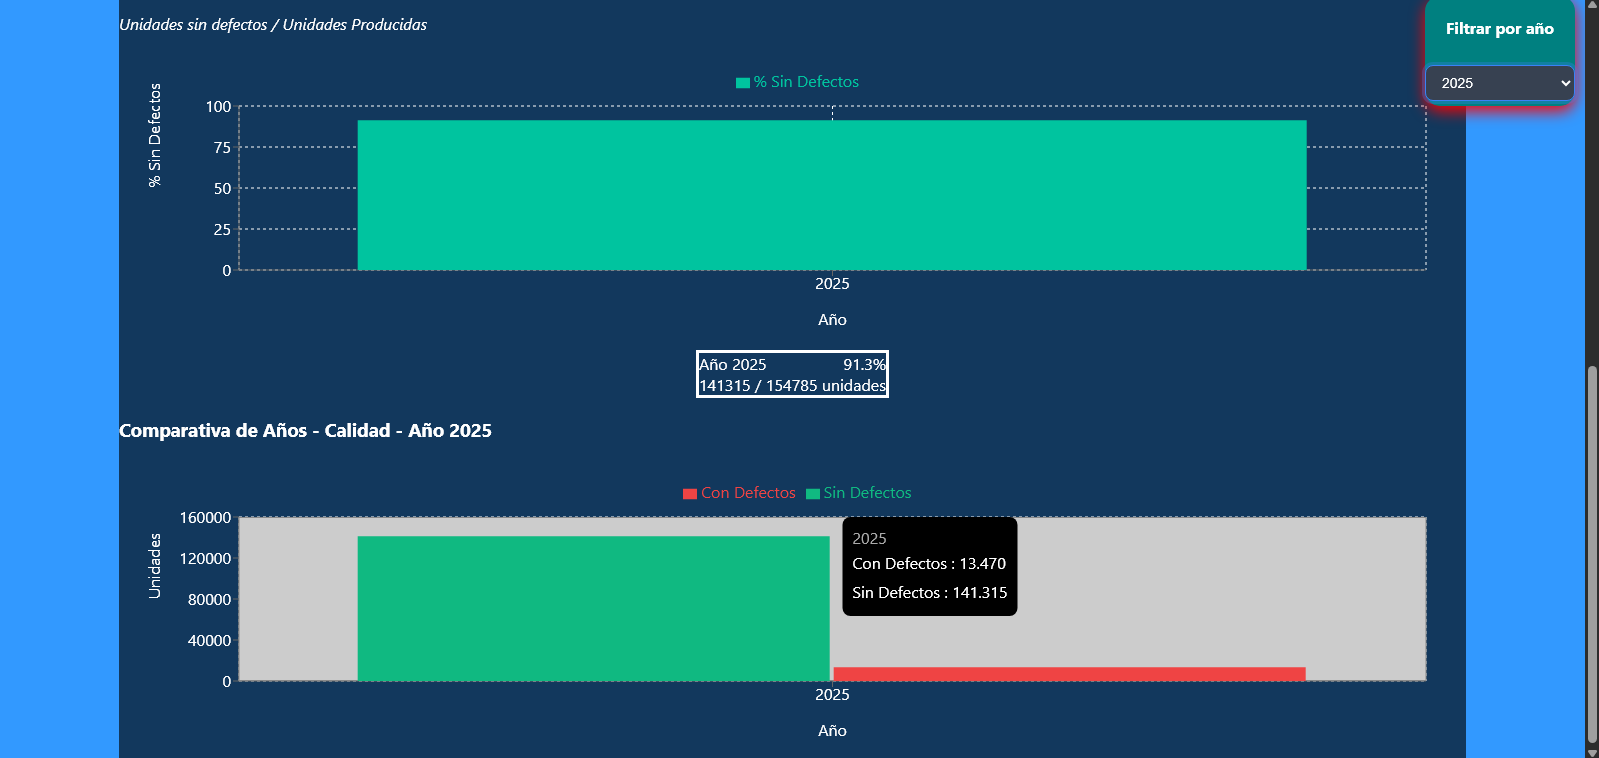 Unidades sin defectos / Unidades Producidas
Filtrar por año
2025
% Sin Defectos
% Sin Defectos
100
75
50
25
0
2025
Año
Año 2025 91.3%
141315 / 154785 unidades
Comparativa de Años - Calidad - Año 2025
Con Defectos Sin Defectos
Unidades
160000
120000
80000
40000
0
2025
Con Defectos : 13.470
Sin Defectos : 141.315
2025
Año